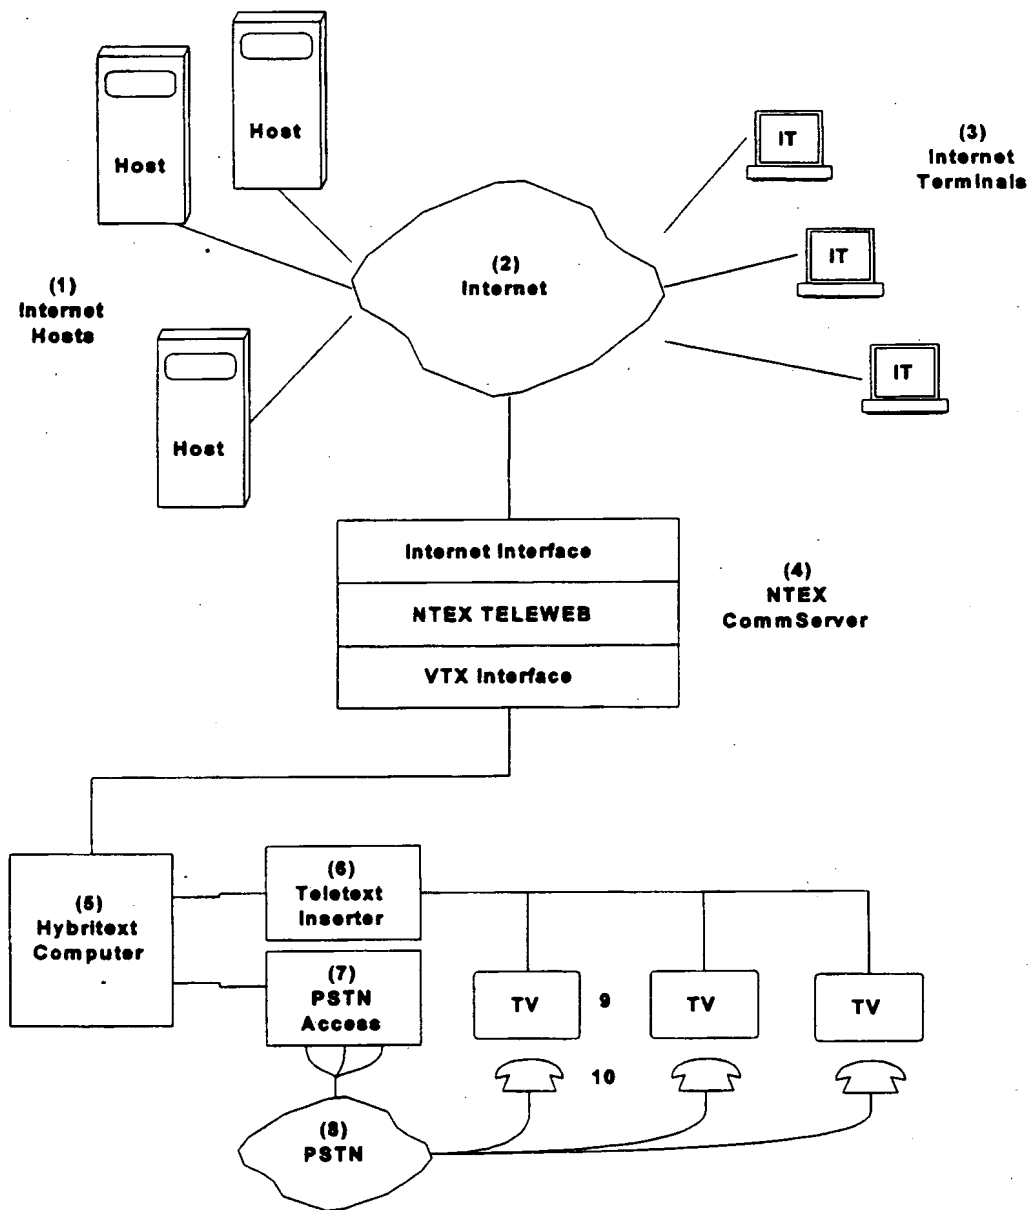 Host
Host
IT
(3)
Internet
Terminals
(2)
Internet
IT
(1)
Internet
Hosts
IT
Host
Internet Interface
NTEX TELEWEB
VTX Interface
(4)
NTEX
CommServer
(5)
Hybritext
Computer
(6)
Teletext
Inserter
(7)
PSTN
Access
TV
9
TV
TV
10
(8)
PSTN